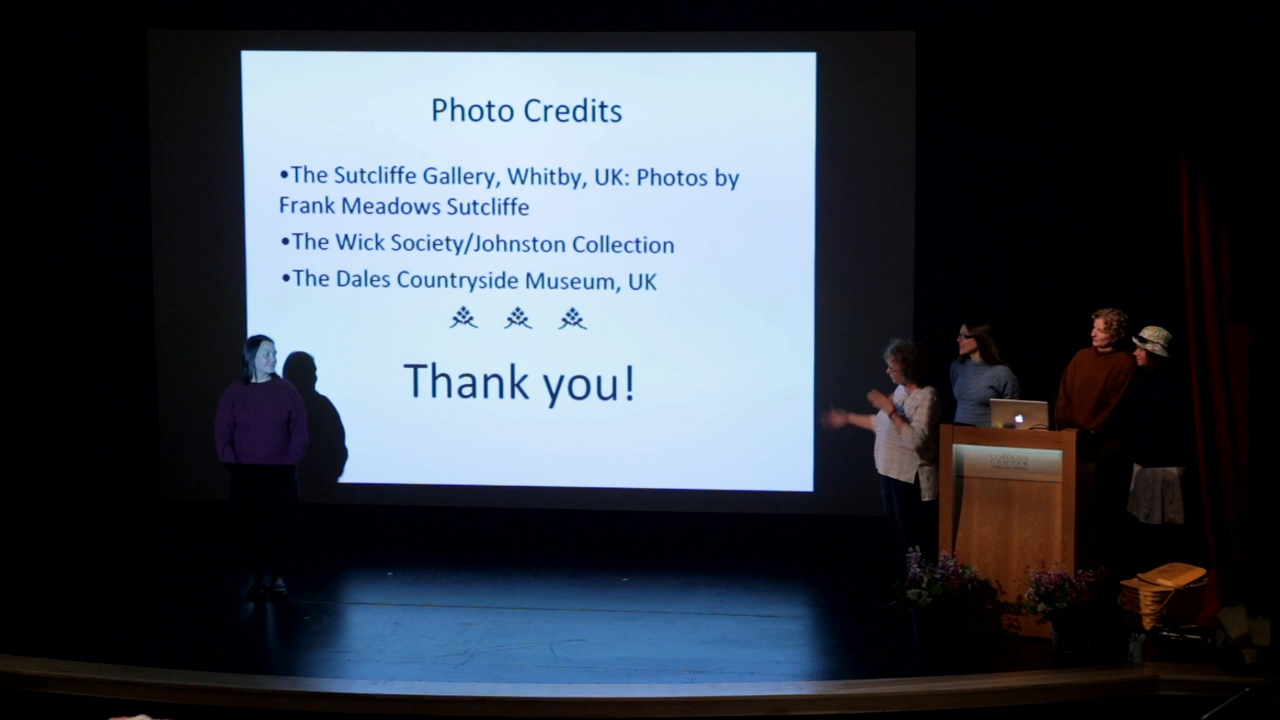 Photo Credits
•The Sutcliffe Gallery, Whitby, UK: Photos by
Frank Meadows Sutcliffe
•The Wick Society/Johnston Collection
•The Dales Countryside Museum, UK
Thank you!
CENTER